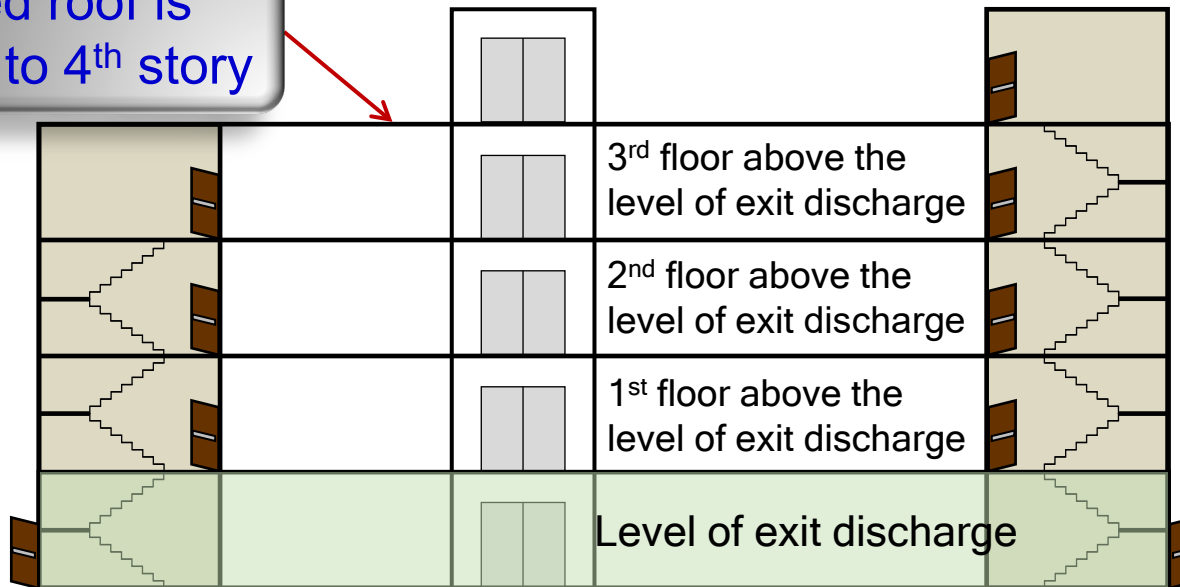 roof is
to 4th story
3rd floor above the
level of exit discharge
2nd floor above the
level of exit discharge
1st floor above the
level of exit discharge
Level of exit discharge